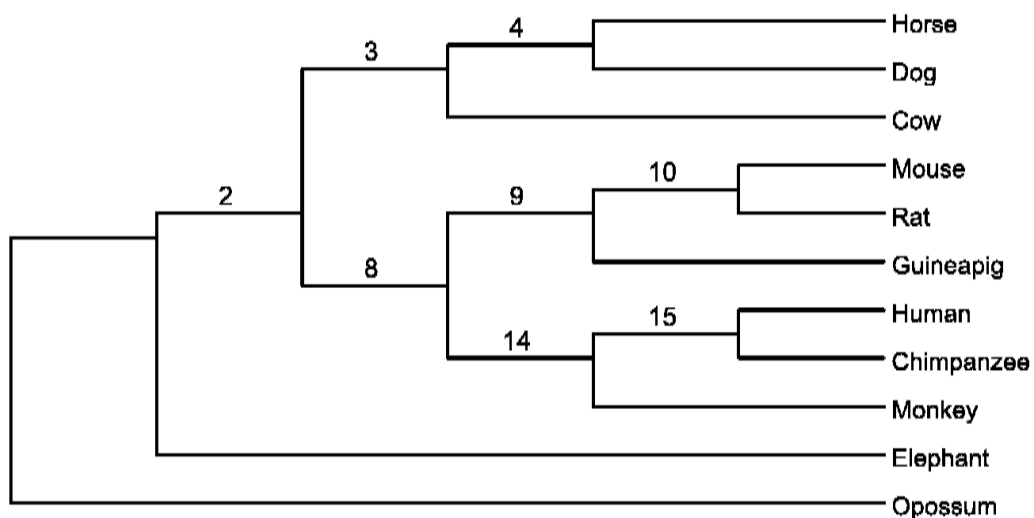 Horse
4
3
Dog
Cow
Mouse
10
2
9
Rat
Guineapig
8
Human
15
14
Chimpanzee
Monkey
Elephant
Opossum